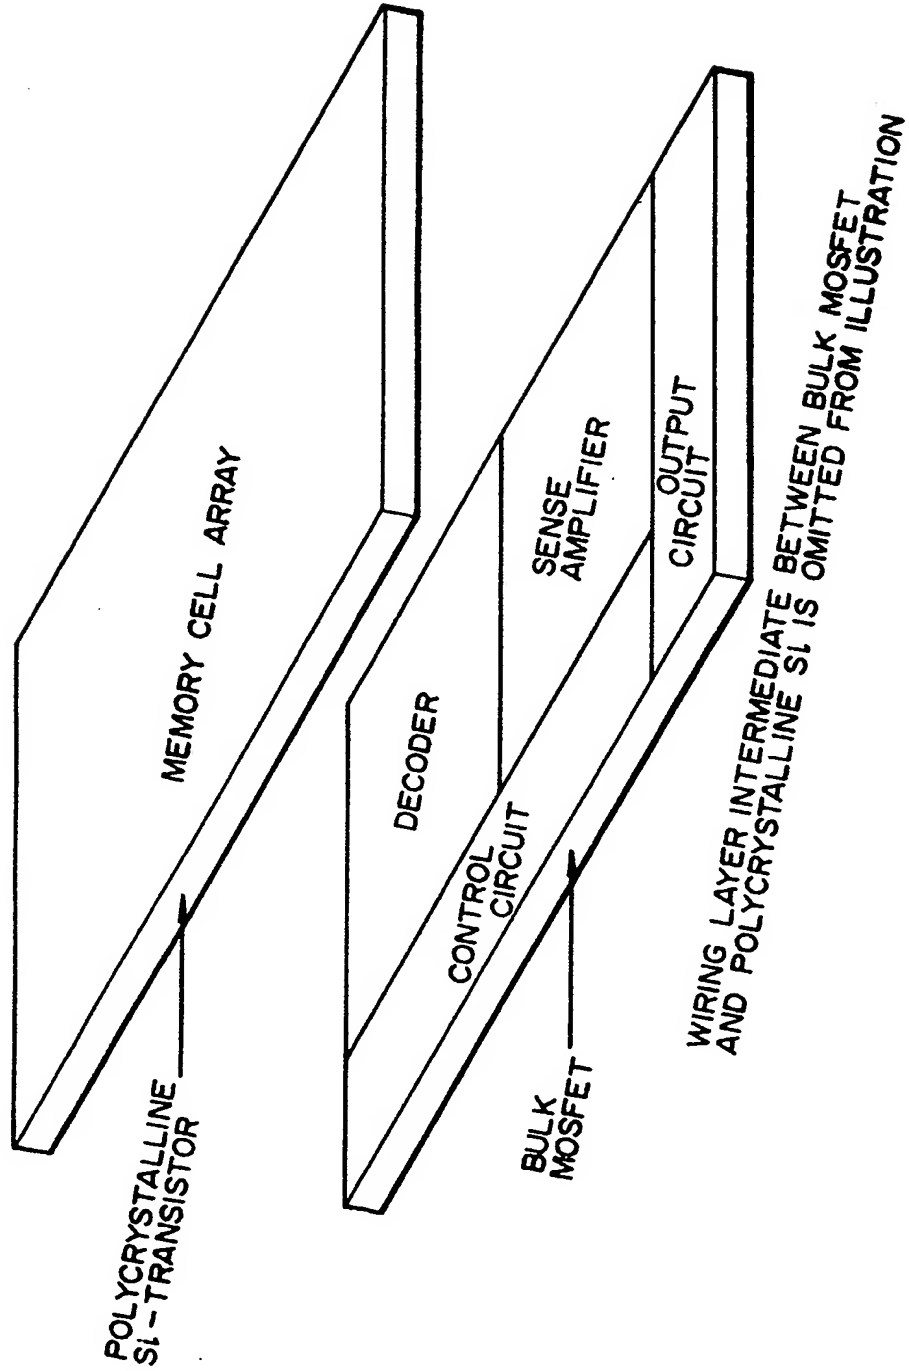 POLYCRYSTALLINE
Si-TRANSISTOR
MEMORY CELL ARRAY
DECODER
CONTROL
CIRCUIT
SENSE
AMPLIFIER
OUTPUT
CIRCUIT
BULK
MOSFET
WIRING LAYER INTERMEDIATE BETWEEN BULK MOSFET
AND POLYCRYSTALLINE Si IS OMITTED FROM ILLUSTRATION